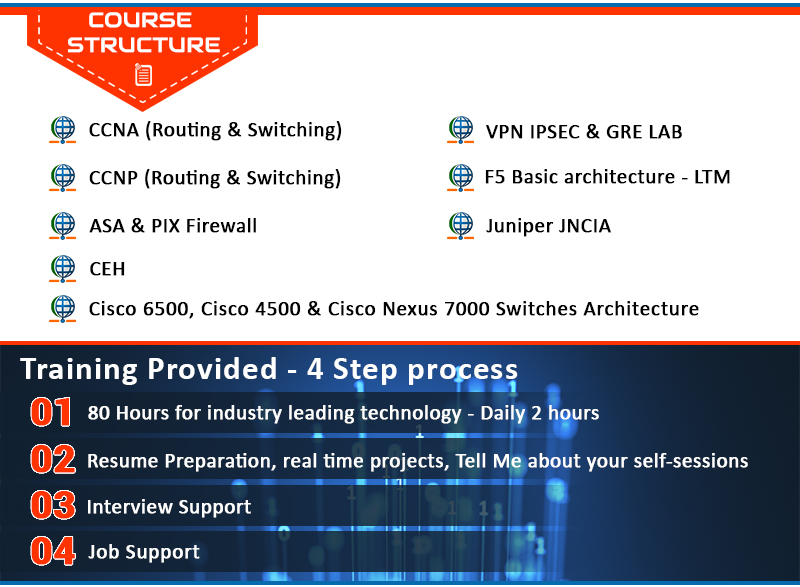 COURSE
STRUCTURE
CCNA (Routing & Switching)
CCNP (Routing & Switching)
ASA & PIX Firewall
CEH
VPN IPSEC & GRE LAB
F5 Basic architecture - LTM
Juniper JNCIA
Cisco 6500, Cisco 4500 & Cisco Nexus 7000 Switches Architecture
Training Provided - 4 Step process
01 80 Hours for industry leading technology - Daily 2 hours
02 Resume Preparation, real time projects, Tell Me about your self-sessions
03 Interview Support
04 Job Support